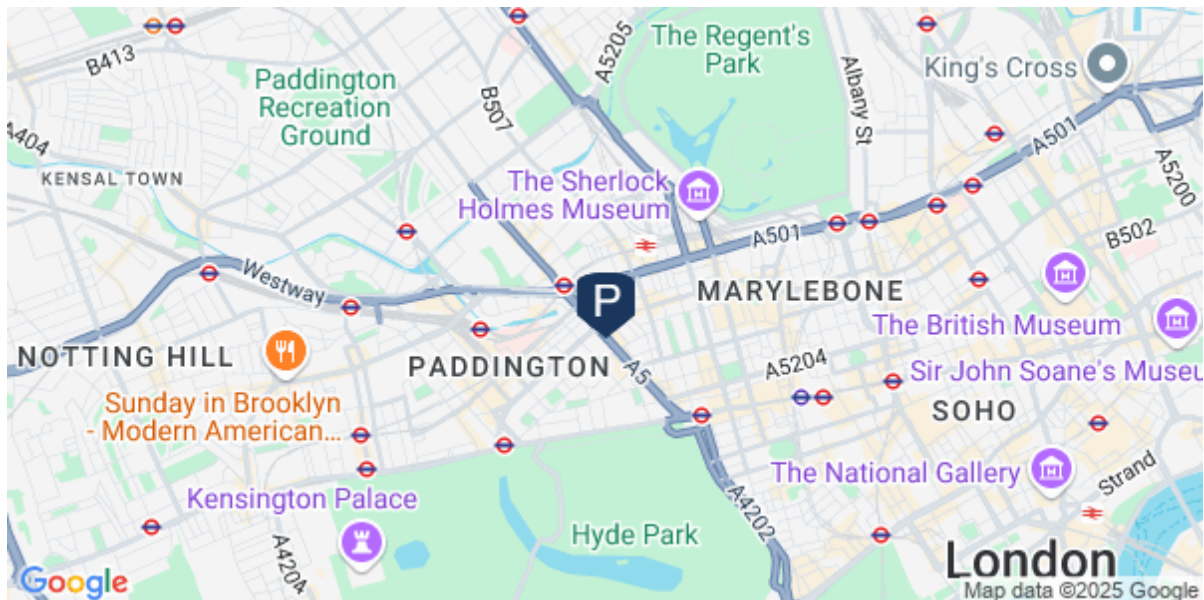 B413
A5205
The Regent's
Park
Albany St
King's Cross
Paddington
Recreation
Ground
B507
A501
A404
KENSAL TOWN
A5200
The Sherlock
Holmes Museum
A501
B502
Westway
P
MARYLEBONE
The British Museum
NOTTING HILL
PADDINGTON
A5
A5204
Sir John Soane's Museu
Sunday in Brooklyn
- Modern American...
SOHO
The National Gallery
Strand
Kensington Palace
A4202
Hyde Park
A4204
London
Google
Map data ©2025 Google